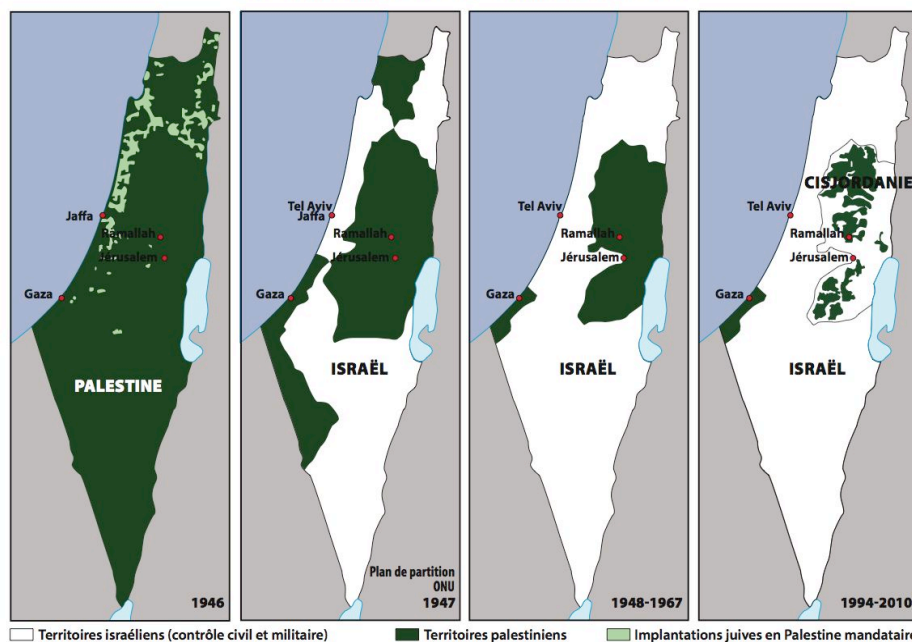 Jaffa
Ramallah
Jérusalem
Gaza
PALESTINE
1946
Tel Aviv
Jaffa
Ramallah
Jérusalem
Gaza
ISRAËL
Plan de partition
ONU
1947
Tel Aviv
Ramallah
Jérusalem
Gaza
ISRAËL
1948-1967
CISJORDANIE
Tel Aviv
Ramallah
Jérusalem
Gaza
ISRAËL
1994-2010
Territoires israéliens (contrôle civil et militaire)
Territoires palestiniens
Implantations juives en Palestine mandataire